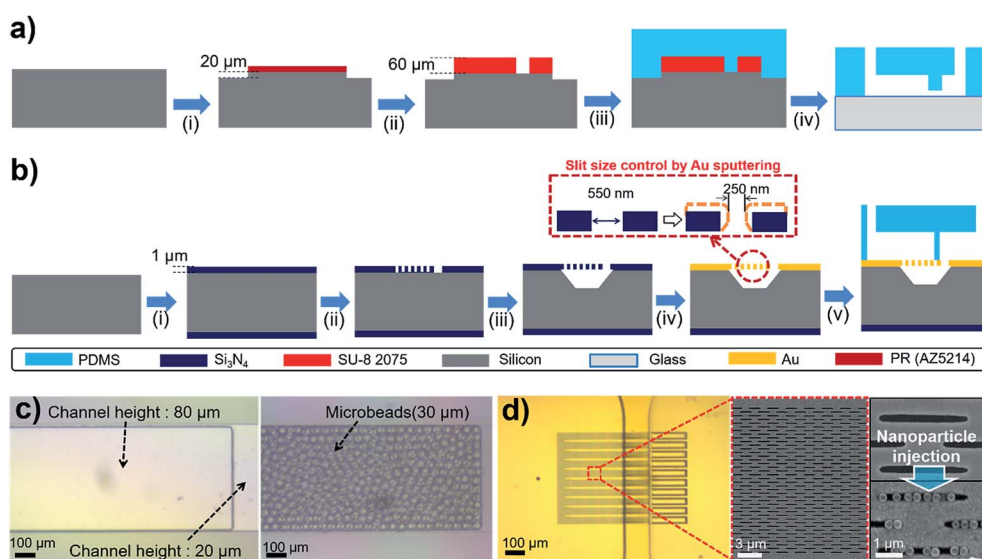 a)
20 µm
60 µm
(i)
(ii)
(iii)
(iv)
b)
Slit size control by Au sputtering
550 nm
250 nm
1 µm
(i)
(ii)
(iii)
(iv)
(v)
PDMS
Si₃N₄
SU-8 2075
Silicon
Glass
Au
PR (AZ5214)
c)
Channel height : 80 µm
Channel height : 20 µm
100 µm
Microbeads(30 µm)
100 µm
d)
100 µm
3 µm
Nanoparticle
injection
1 µm